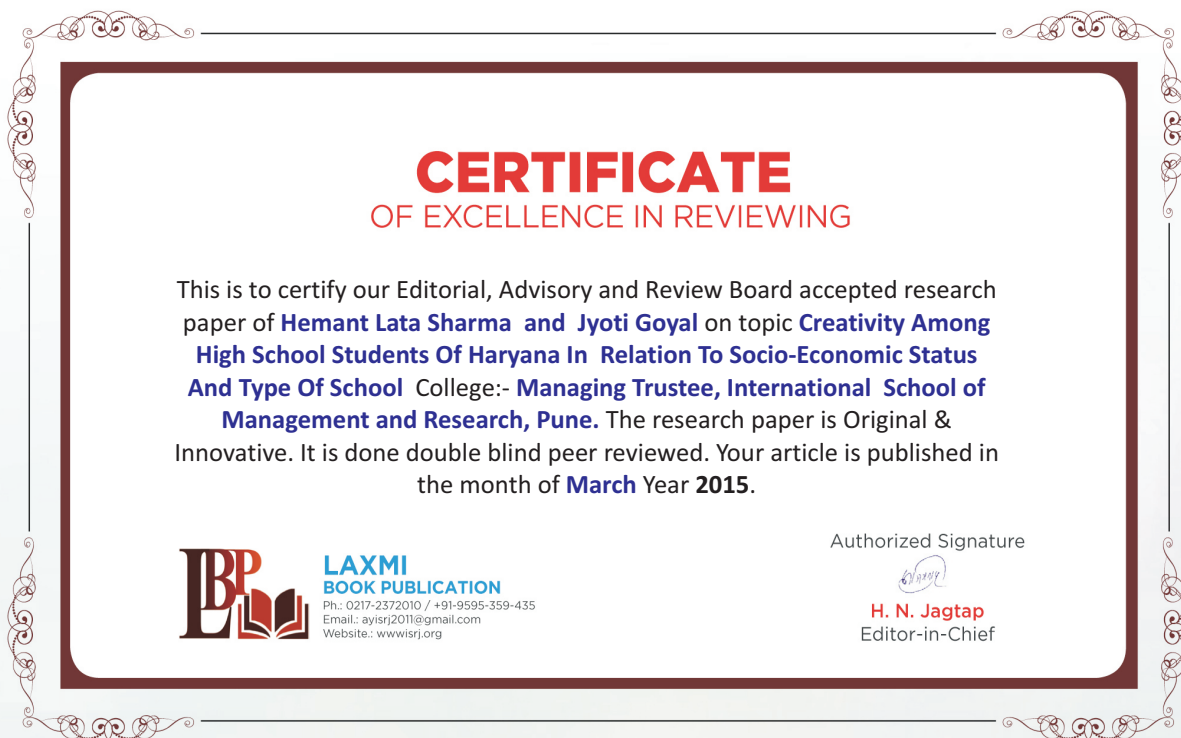 CERTIFICATE
OF EXCELLENCE IN REVIEWING
This is to certify our Editorial, Advisory and Review Board accepted research
paper of Hemant Lata Sharma and Jyoti Goyal on topic Creativity Among
High School Students Of Haryana In Relation To Socio-Economic Status
And Type Of School College:- Managing Trustee, International School of
Management and Research, Pune. The research paper is Original &
Innovative. It is done double blind peer reviewed. Your article is published in
the month of March Year 2015.
LBP
LAXMI
BOOK PUBLICATION
Ph.: 0217-2372010 / +91-9595-359-435
Email.: ayisrj2011@gmail.com
Website.: wwwisrj.org
Authorized Signature
H. N. Jagtap
Editor-in-Chief